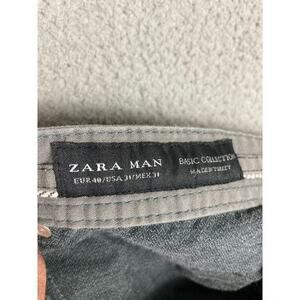 ZARA MAN
EUR 40/USA 31/MEX 31
BASIC COLLECTION
MADE IN TURKEY